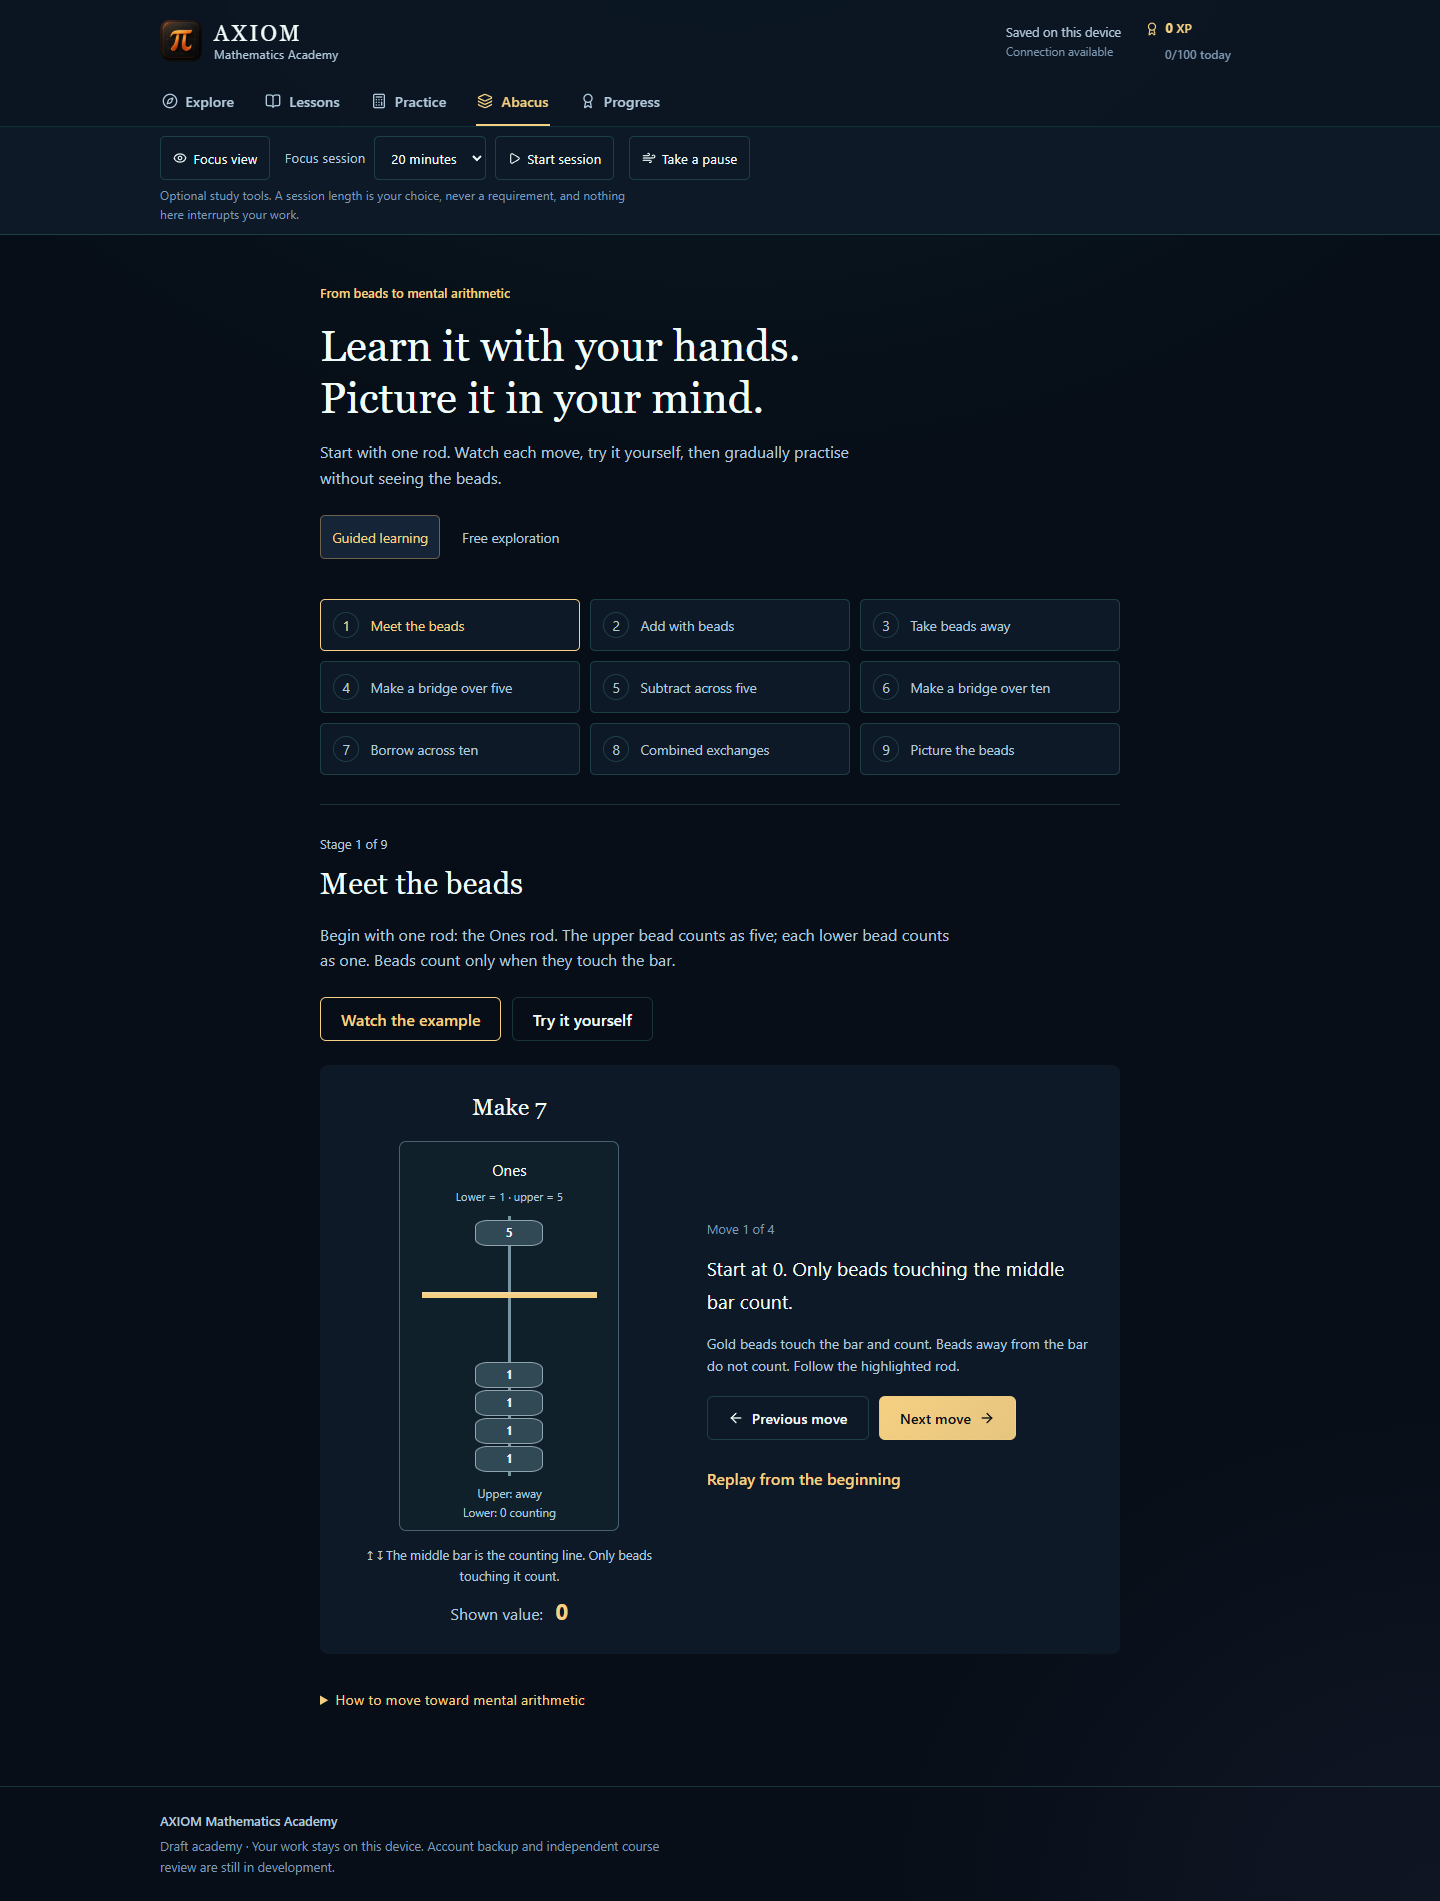 AXIOM
Mathematics Academy
Saved on this device
Connection available
0 XP
0/100 today
Explore
Lessons
Practice
Abacus
Progress
Focus view
Focus session
20 minutes
Start session
Take a pause
Optional study tools. A session length is your choice, never a requirement, and nothing
here interrupts your work.
From beads to mental arithmetic
Learn it with your hands.
Picture it in your mind.
Start with one rod. Watch each move, try it yourself, then gradually practise
without seeing the beads.
Guided learning
Free exploration
1 Meet the beads
2 Add with beads
3 Take beads away
4 Make a bridge over five
5 Subtract across five
6 Make a bridge over ten
7 Borrow across ten
8 Combined exchanges
9 Picture the beads
Stage 1 of 9
Meet the beads
Begin with one rod: the Ones rod. The upper bead counts as five; each lower bead counts
as one. Beads count only when they touch the bar.
Watch the example
Try it yourself
Make 7
Ones
Lower = 1 · upper = 5
5
1
1
1
1
Upper: away
Lower: 0 counting
↥↧The middle bar is the counting line. Only beads
touching it count.
Shown value: 0
Move 1 of 4
Start at 0. Only beads touching the middle
bar count.
Gold beads touch the bar and count. Beads away from the bar
do not count. Follow the highlighted rod.
Previous move
Next move
Replay from the beginning
How to move toward mental arithmetic
AXIOM Mathematics Academy
Draft academy · Your work stays on this device. Account backup and independent course
review are still in development.